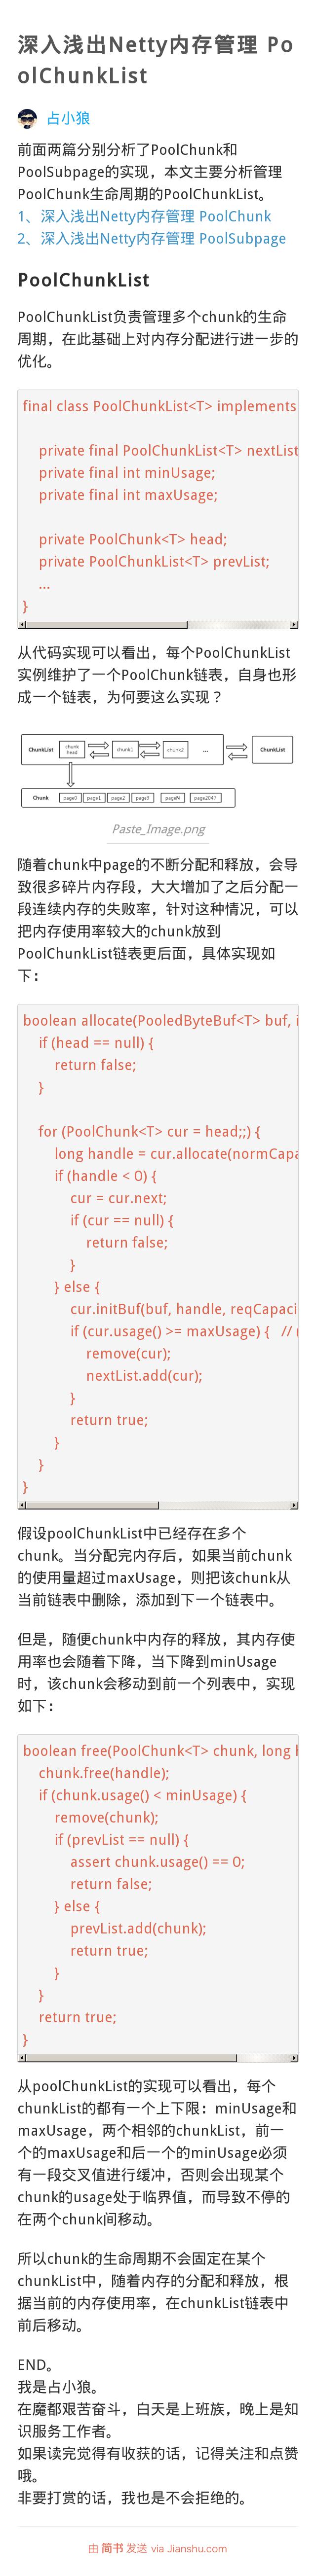 深入浅出Netty内存管理 Po
olChunkList
占小狼
前面两篇分别分析了PoolChunk和
PoolSubpage的实现，本文主要分析管理
PoolChunk生命周期的PoolChunkList。
1、深入浅出Netty内存管理 PoolChunk
2、深入浅出Netty内存管理 PoolSubpage
PoolChunkList
PoolChunkList负责管理多个chunk的生命
周期，在此基础上对内存分配进行进一步的
优化。
final class PoolChunkList<T> implements
private final PoolChunkList<T> nextList
private final int minUsage;
private final int maxUsage;
private PoolChunk<T> head;
private PoolChunkList<T> prevList;
...
}
从代码实现可以看出，每个PoolChunkList
实例维护了一个PoolChunk链表，自身也形
成一个链表，为何要这么实现？
ChunkList chunk head chunk1 chunk2 ... ChunkList
Chunk page0 page1 page2 page3 pageN page2047
Paste_Image.png
随着chunk中page的不断分配和释放，会导
致很多碎片内存段，大大增加了之后分配一
段连续内存的失败率，针对这种情况，可以
把内存使用率较大的chunk放到
PoolChunkList链表更后面，具体实现如
下：
boolean allocate(PooledByteBuf<T> buf, i
if (head == null) {
return false;
}
for (PoolChunk<T> cur = head;;) {
long handle = cur.allocate(normCapa
if (handle < 0) {
cur = cur.next;
if (cur == null) {
return false;
}
} else {
cur.initBuf(buf, handle, reqCapacit
if (cur.usage() >= maxUsage) {   // (
remove(cur);
nextList.add(cur);
}
return true;
}
}
}
假设poolChunkList中已经存在多个
chunk。当分配完内存后，如果当前chunk
的使用量超过maxUsage，则把该chunk从
当前链表中删除，添加到下一个链表中。
但是，随便chunk中内存的释放，其内存使
用率也会随着下降，当下降到minUsage
时，该chunk会移动到前一个列表中，实现
如下：
boolean free(PoolChunk<T> chunk, long h
chunk.free(handle);
if (chunk.usage() < minUsage) {
remove(chunk);
if (prevList == null) {
assert chunk.usage() == 0;
return false;
} else {
prevList.add(chunk);
return true;
}
}
return true;
}
从poolChunkList的实现可以看出，每个
chunkList的都有一个上下限：minUsage和
maxUsage，两个相邻的chunkList，前一
个的maxUsage和后一个的minUsage必须
有一段交叉值进行缓冲，否则会出现某个
chunk的usage处于临界值，而导致不停的
在两个chunk间移动。
所以chunk的生命周期不会固定在某个
chunkList中，随着内存的分配和释放，根
据当前的内存使用率，在chunkList链表中
前后移动。
END。
我是占小狼。
在魔都艰苦奋斗，白天是上班族，晚上是知
识服务工作者。
如果读完觉得有收获的话，记得关注和点赞
哦。
非要打赏的话，我也是不会拒绝的。
由 简书 发送 via Jianshu.com